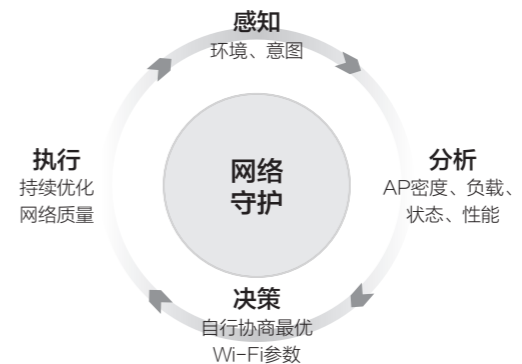 感知
环境、意图
执行
持续优化
网络质量
网络
守护
分析
AP密度、负载、
状态、性能
决策
自行协商最优
Wi-Fi参数